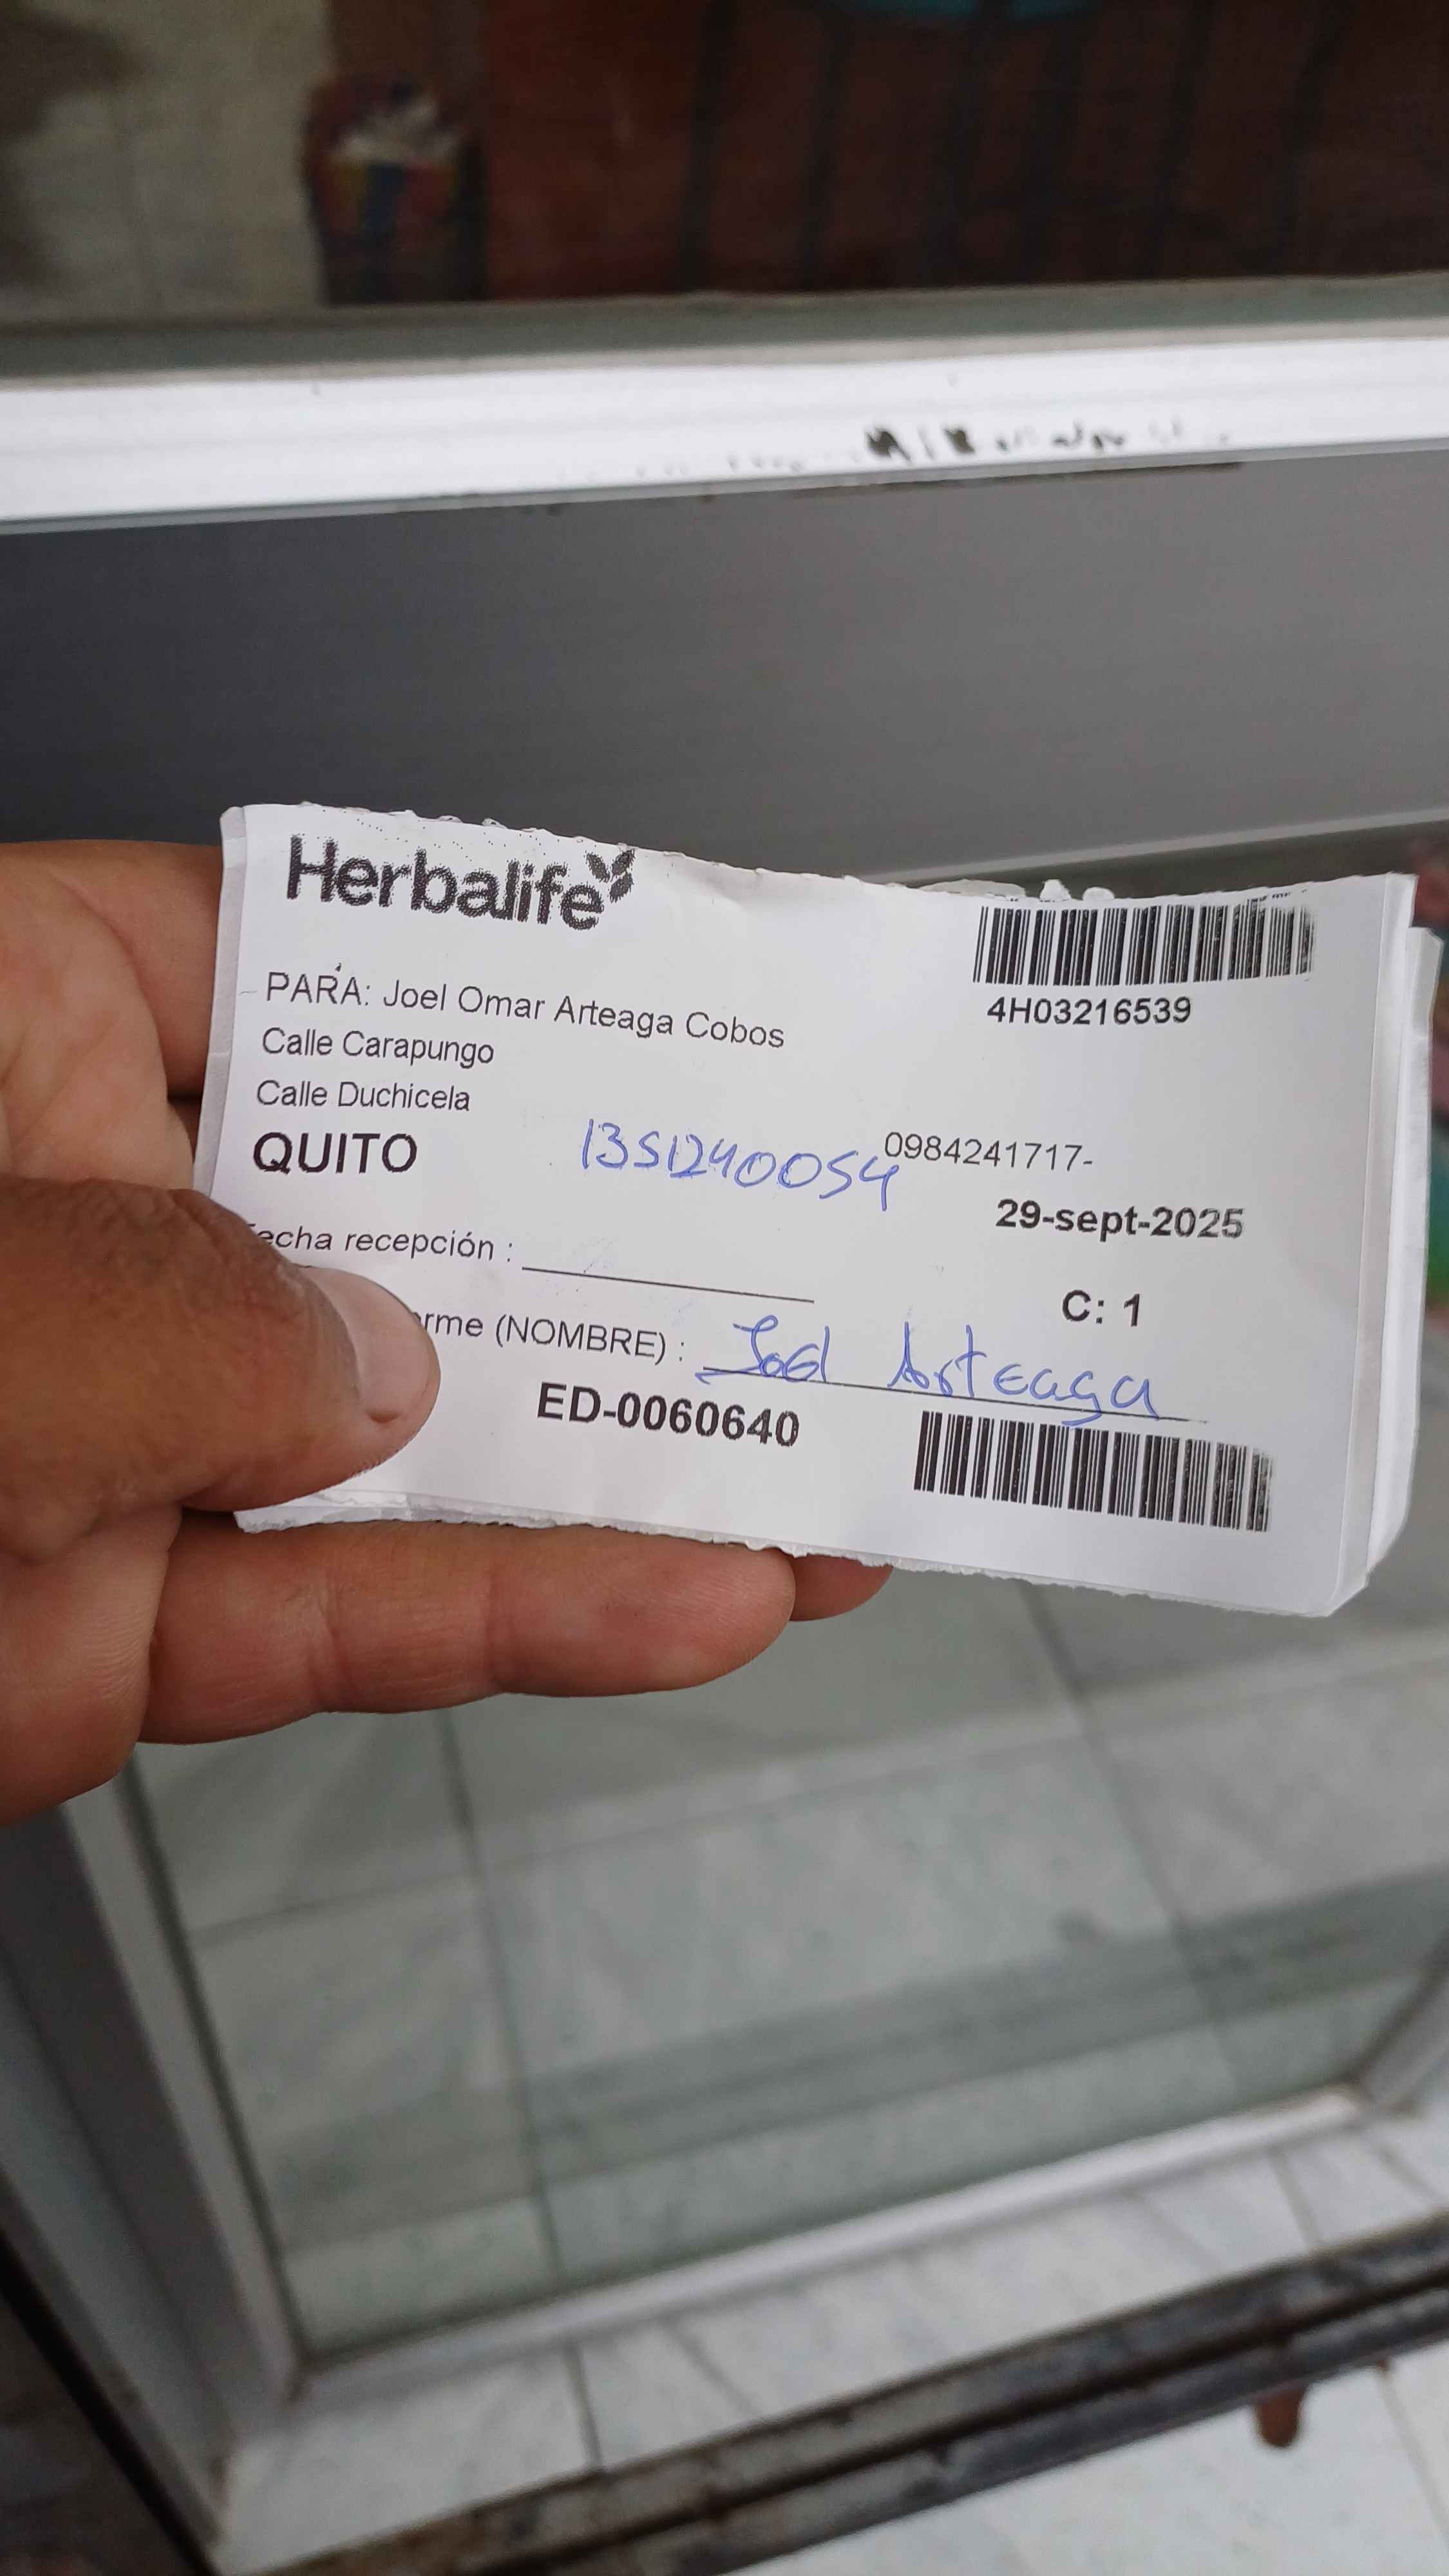 Herbalife
4H03216539
PARA: Joel Omar Arteaga Cobos
Calle Carapungo
Calle Duchicela
QUITO
1351240054
0984241717-
29-sept-2025
echa recepción :
C: 1
rme (NOMBRE) : Joel Arteaga
ED-0060640